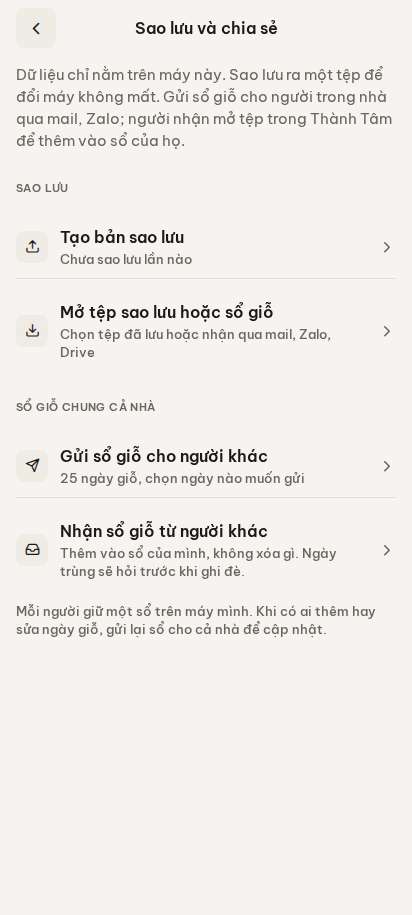 Sao lưu và chia sẻ
Dữ liệu chỉ nằm trên máy này. Sao lưu ra một tệp để
đổi máy không mất. Gửi sổ giỗ cho người trong nhà
qua mail, Zalo; người nhận mở tệp trong Thành Tâm
để thêm vào sổ của họ.
SAO LƯU
Tạo bản sao lưu
Chưa sao lưu lần nào
Mở tệp sao lưu hoặc sổ giỗ
Chọn tệp đã lưu hoặc nhận qua mail, Zalo,
Drive
SỔ GIỖ CHUNG CẢ NHÀ
Gửi sổ giỗ cho người khác
25 ngày giỗ, chọn ngày nào muốn gửi
Nhận sổ giỗ từ người khác
Thêm vào sổ của mình, không xóa gì. Ngày
trùng sẽ hỏi trước khi ghi đè.
Mỗi người giữ một sổ trên máy mình. Khi có ai thêm hay
sửa ngày giỗ, gửi lại sổ cho cả nhà để cập nhật.